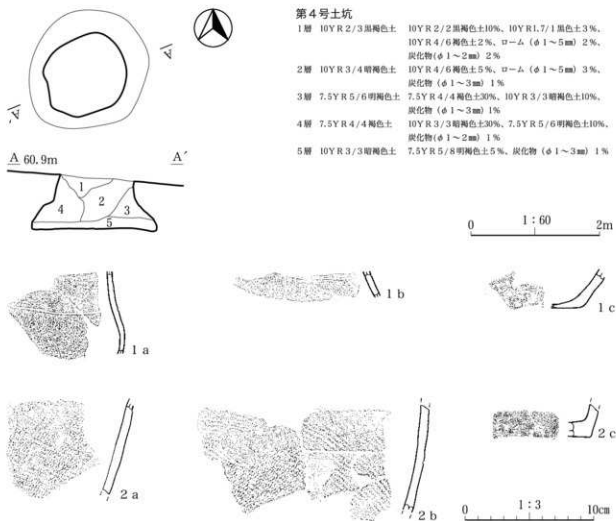 第４号土坑
1層 10YR2/3黒褐色土 10YR2/2黒褐色土10%、10YR1.7/1黒色土3%、
10YR4/6褐色土2%、ローム（φ1～5㎜）2%、
炭化物(φ1～2㎜) 2%
2層 10YR3/4暗褐色土 10YR4/6褐色土5%、ローム（φ1～5㎜）3%、
炭化物（φ1～3㎜）1%
3層 7.5YR5/6明褐色土 7.5YR4/4褐色土30%、10YR3/3暗褐色土10%、
炭化物（φ1～3㎜）1%
4層 7.5YR4/4褐色土 10YR3/3暗褐色土30%、7.5YR5/6明褐色土10%、
炭化物（φ1～2㎜）1%
5層 10YR3/3暗褐色土 7.5YR5/8明褐色土5%、炭化物（φ1～3㎜）1%
A
A´
A 60.9m A´
1
2
3
4
5
1：60
0 2m
1a
1b
1c
2a
2b
2c
1：3
0 10cm